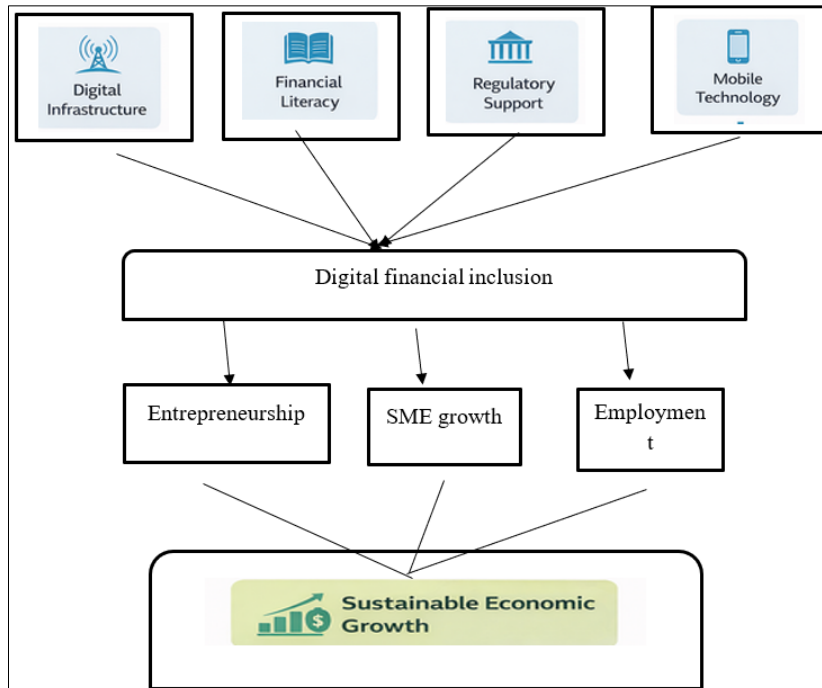 Digital
Infrastructure
Financial
Literacy
Regulatory
Support
Mobile
Technology
Digital financial inclusion
Entrepreneurship
SME growth
Employmen
t
$
Sustainable Economic
Growth